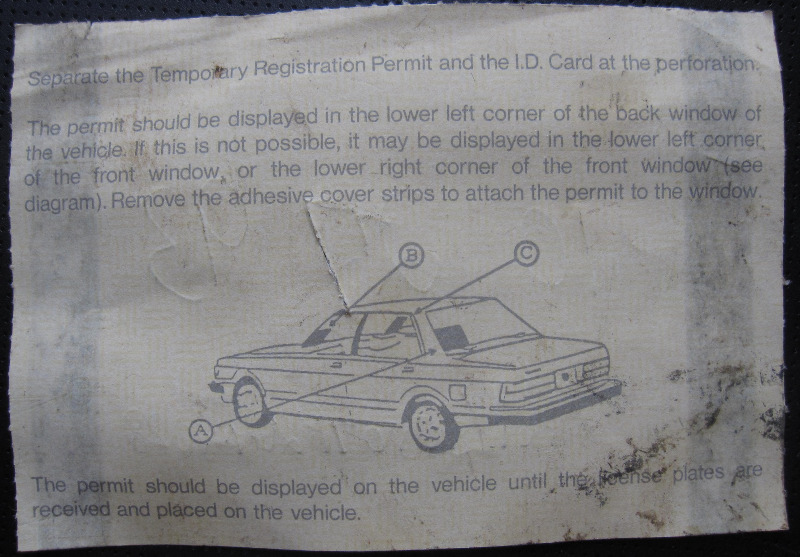 Separate the Temporary Registration Permit and the I.D. Card at the perforation.
The permit should be displayed in the lower left corner of the back window of
the vehicle. If this is not possible, it may be displayed in the lower left corner
of the front window, or the lower right corner of the front window (see
diagram). Remove the adhesive cover strips to attach the permit to the window.
B
C
A
The permit should be displayed on the vehicle until the license plates are
received and placed on the vehicle.